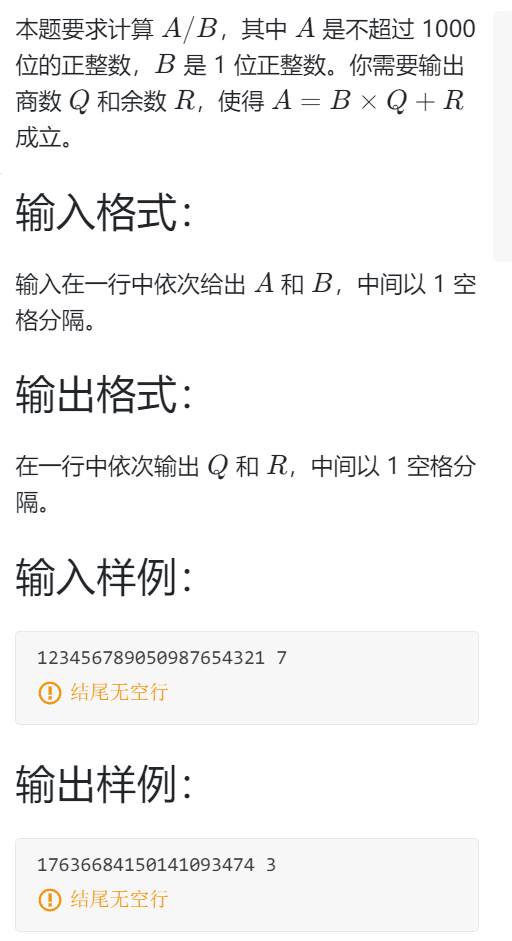 本题要求计算 A/B，其中 A 是不超过 1000
位的正整数，B 是 1 位正整数。你需要输出
商数 Q 和余数 R，使得 A = B × Q + R
成立。
输入格式：
输入在一行中依次给出 A 和 B，中间以 1 空
格分隔。
输出格式：
在一行中依次输出 Q 和 R，中间以 1 空格分
隔。
输入样例：
123456789050987654321 7
结尾无空行
输出样例：
17636684150141093474 3
结尾无空行